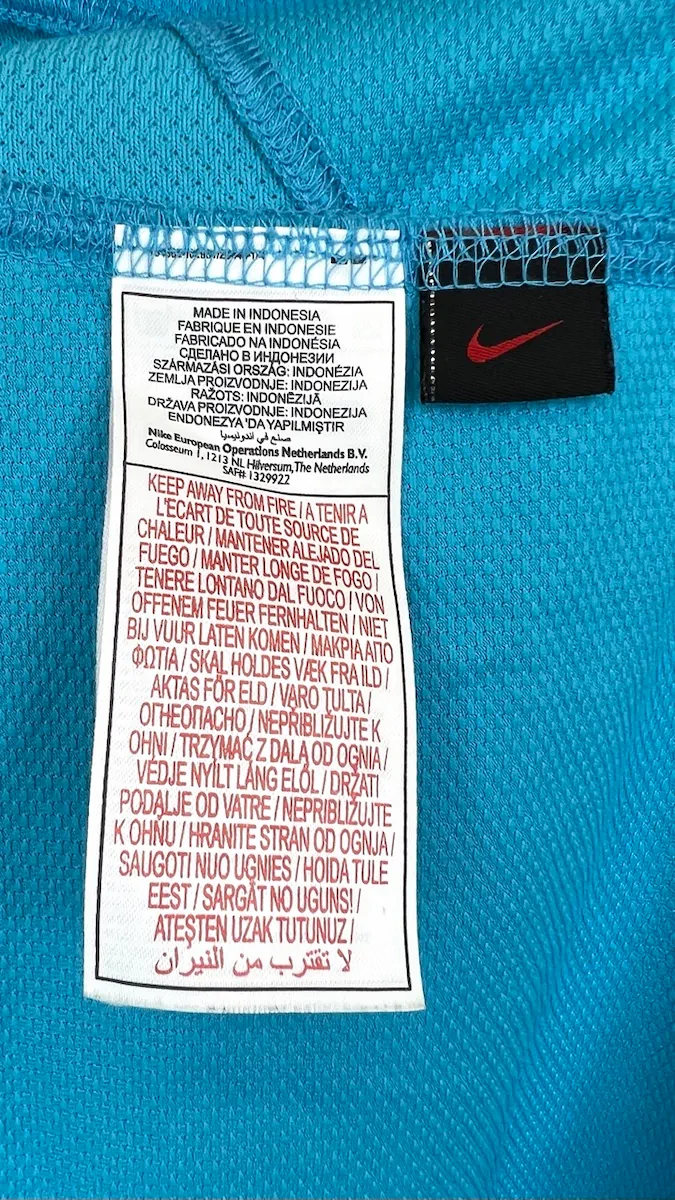 MADE IN INDONESIA
FABRIQUE EN INDONESIE
FABRICADO NA INDONÉSIA
СДЕЛАНО В ИНДОНЕЗИИ
SZÁRMAZÁSI ORSZÁG: INDONÉZIA
ZEMLJA PROIZVODNJE: INDONEZIJA
RAŽOTS: INDONĒZIJĀ
DRŽAVA PROIZVODNJE: INDONEZIJA
ENDONEZYA 'DA YAPILMIŞTIR
صنع في اندونيسيا
Nike European Operations Netherlands B.V.
Colosseum 1, 1213 NL Hilversum, The Netherlands
SAF# 1329922
KEEP AWAY FROM FIRE / A TENIR A
L'ECART DE TOUTE SOURCE DE
CHALEUR / MANTENER ALEJADO DEL
FUEGO / MANTER LONGE DE FOGO /
TENERE LONTANO DAL FUOCO / VON
OFFENEM FEUER FERNHALTEN / NIET
BIJ VUUR LATEN KOMEN / ΜΑΚΡΙΑ ΑΠΟ
ΦΩΤΙΑ / SKAL HOLDES VÆK FRA ILD /
AKTAS FÖR ELD / VARO TULTA /
ОГНЕОПАСНО / NEPŘIBLIŽUJTE K
OHNI / TRZYMAĆ Z DALA OD OGNIA /
VÉDJE NYÍLT LÁNG ELŐL / DRŽATI
PODALJE OD VATRE / NEPRIBLIŽUJTE
K OHŇU / HRANITE STRAN OD OGNJA /
SAUGOTI NUO UGNIES / HOIDA TULE
EEST / SARGĀT NO UGUNS! /
ATEŞTEN UZAK TUTUNUZ /
لا تقترب من النيران